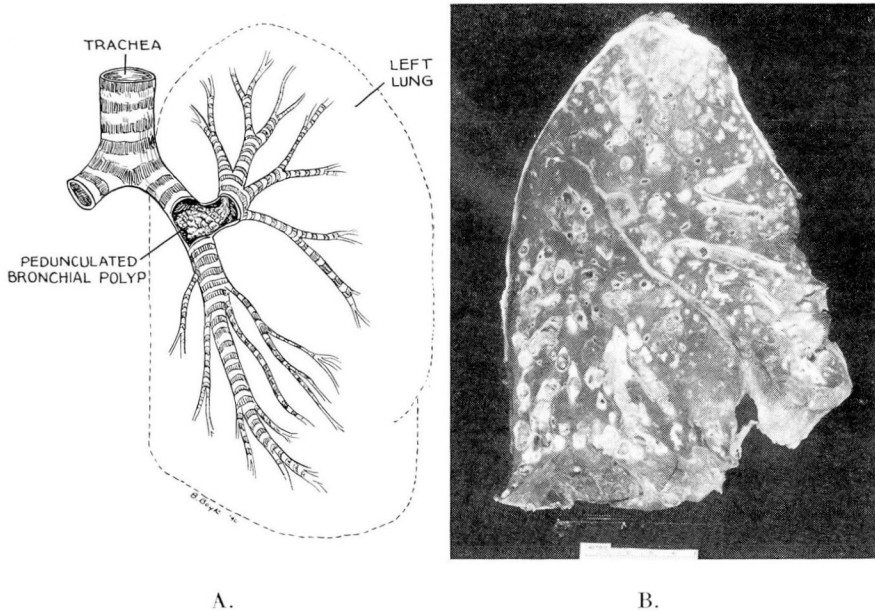 TRACHEA
LEFT
LUNG
PEDUNCULATED
BRONCHIAL POLYP
A.
B.